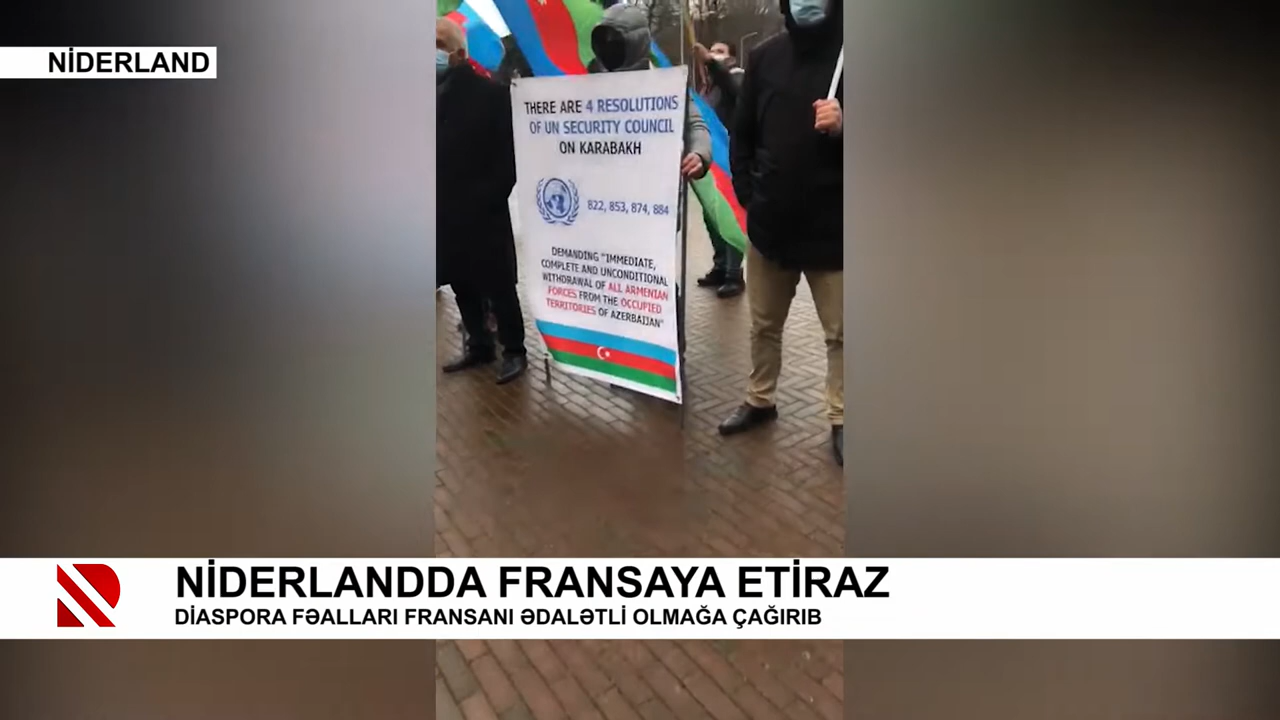 NİDERLAND
THERE ARE 4 RESOLUTIONS
OF UN SECURITY COUNCIL
ON KARABAKH
822, 853, 874, 884
DEMANDING "IMMEDIATE,
COMPLETE AND UNCONDITIONAL
WITHDRAWAL OF ALL ARMENIAN
FORCES FROM THE OCCUPIED
TERRITORIES OF AZERBAIJAN"
NİDERLANDDA FRANSAYA ETİRAZ
DİASPORA FƏALLARI FRANSANI ƏDALƏTLİ OLMAĞA ÇAĞIRIB